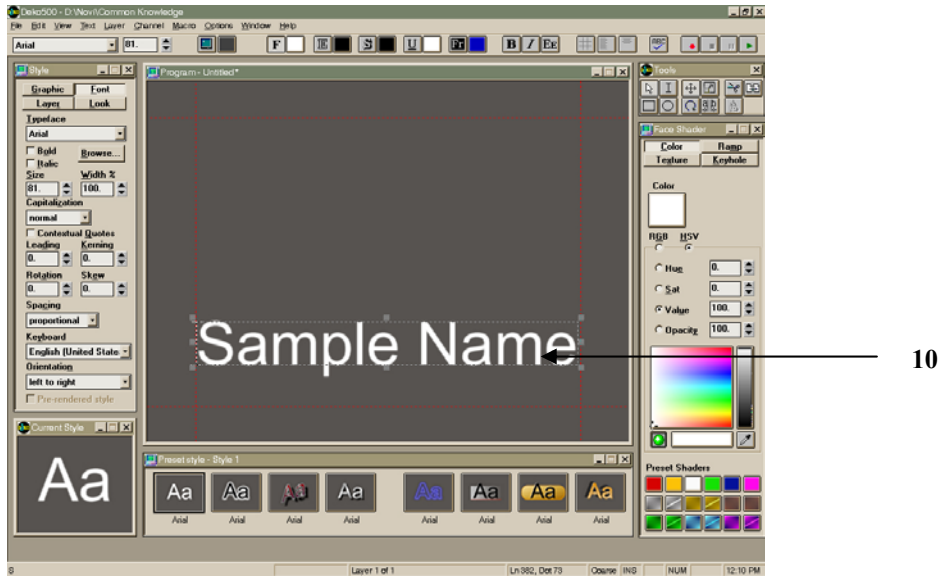 Deko500 - D:\Novi\Common Knowledge
File Edit View Text Layer Channel Macro Options Window Help
Arial 81. F E S U B I EE ABC
Style
Graphic Font
Layer Look
Typeface
Arial
Bold Browse...
Italic
Size Width %
81. 100.
Capitalization
normal
Contextual Quotes
Leading Kerning
0. 0.
Rotation Skew
0. 0.
Spacing
proportional
Keyboard
English (United State
Orientation
left to right
Pre-rendered style
Current Style
Aa
Program - Untitled*
Sample Name
10
Preset style - Style 1
Aa Aa Aa Aa Aa Aa Aa Aa
Arial Arial Arial Arial Arial Arial Arial Arial
Tools
Face Shader
Color Ramp
Texture Keyhole
Color
RGB HSV
Hue 0.
Sat 0.
Value 100.
Opacity 100.
Preset Shaders
S Layer 1 of 1 Ln 382, Dot 73 Coarse INS NUM 12:10 PM